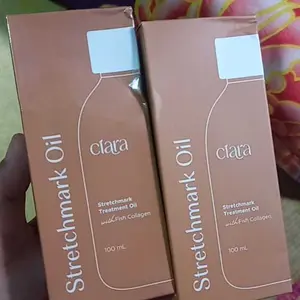 Stretchmark Oil
clara
Stretchmark
Treatment Oil
with Fish Collagen
100 mL
Stretchmark Oil
clara
Stretchmark
Treatment Oil
with Fish Collagen
100 mL